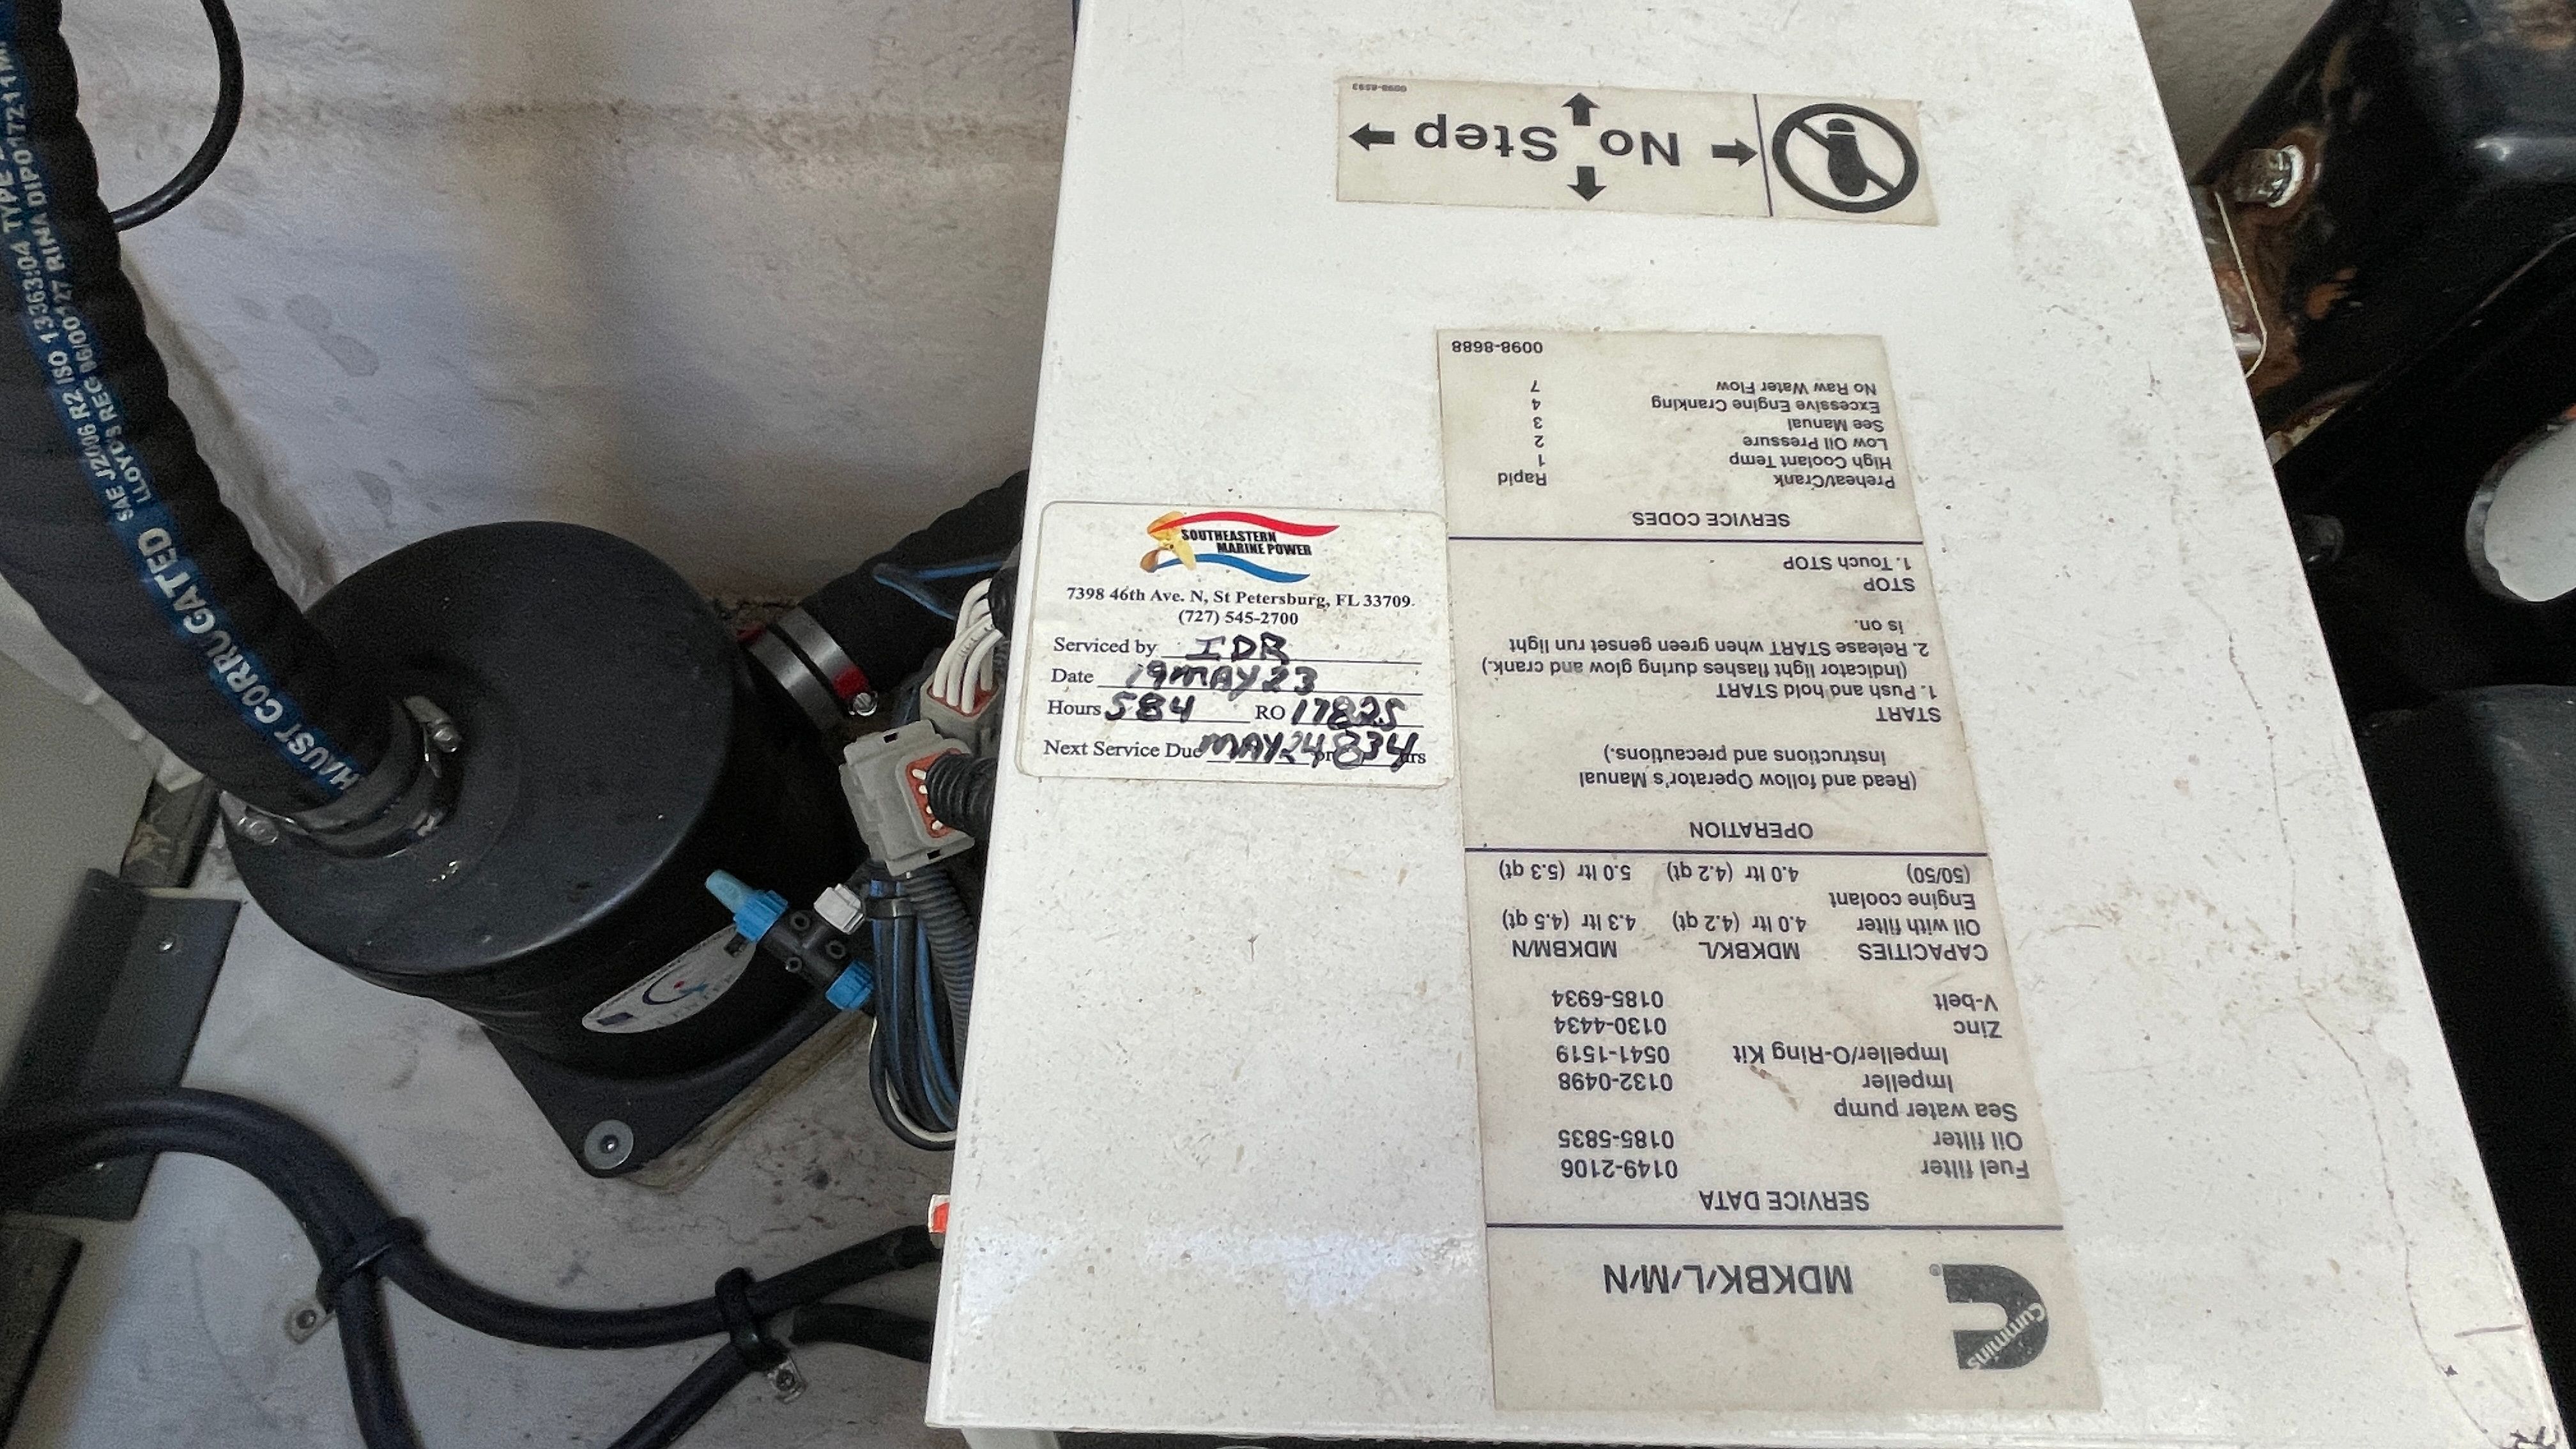 No Step
0098-8593
SOUTHEASTERN
MARINE POWER
7398 46th Ave. N, St Petersburg, FL 33709
(727) 545-2700
Serviced by IDR
Date 19MAY23
Hours 584 RO 17825
Next Service Due MAY24 or 834 hrs
Cummins
MDKBK/L/M/N
SERVICE DATA
Fuel filter 0149-2106
Oil filter 0185-5835
Sea water pump
Impeller 0132-0498
Impeller/O-Ring Kit 0541-1519
Zinc 0130-4434
V-belt 0185-6934
CAPACITIES MDKBK/L MDKBM/N
Oil with filter 4.0 ltr (4.2 qt) 4.3 ltr (4.5 qt)
Engine coolant
(50/50) 4.0 ltr (4.2 qt) 5.0 ltr (5.3 qt)
OPERATION
(Read and follow Operator's Manual
Instructions and precautions.)
START
1. Push and hold START
(Indicator light flashes during glow and crank.)
2. Release START when green genset run light
is on.
STOP
1. Touch STOP
SERVICE CODES
Preheat/Crank Rapid
High Coolant Temp 1
Low Oil Pressure 2
See Manual 3
Excessive Engine Cranking 4
No Raw Water Flow 7
0098-8688
HAUST CORRUGATED SAE J2006 R2 ISO 13363:04 TYPE
LLOYDS REG 96/00127 RINA DIP017211M